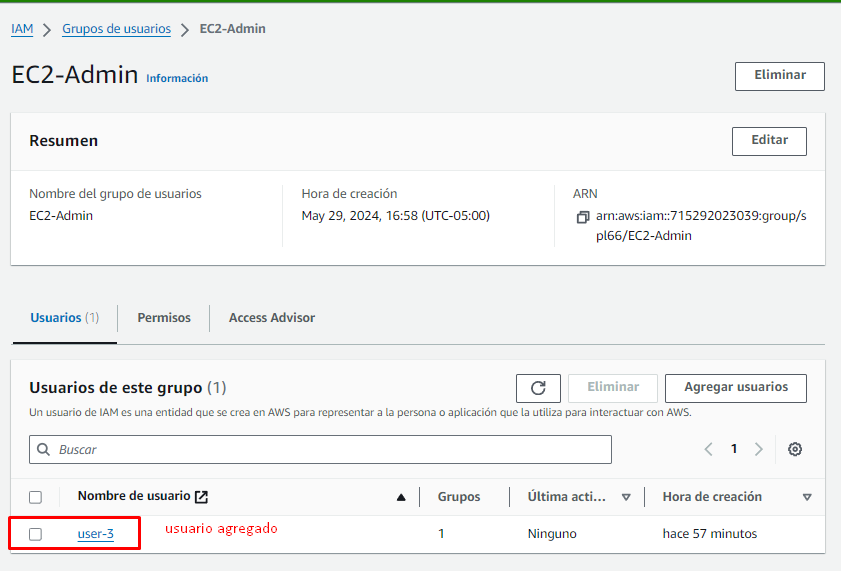 IAM > Grupos de usuarios > EC2-Admin
EC2-Admin Información
Eliminar
Resumen
Editar
Nombre del grupo de usuarios
EC2-Admin
Hora de creación
May 29, 2024, 16:58 (UTC-05:00)
ARN
arn:aws:iam::715292023039:group/s
pl66/EC2-Admin
Usuarios (1)
Permisos
Access Advisor
Usuarios de este grupo (1)
Eliminar
Agregar usuarios
Un usuario de IAM es una entidad que se crea en AWS para representar a la persona o aplicación que la utiliza para interactuar con AWS.
Buscar
1
Nombre de usuario
Grupos
Última acti...
Hora de creación
user-3
usuario agregado
1
Ninguno
hace 57 minutos